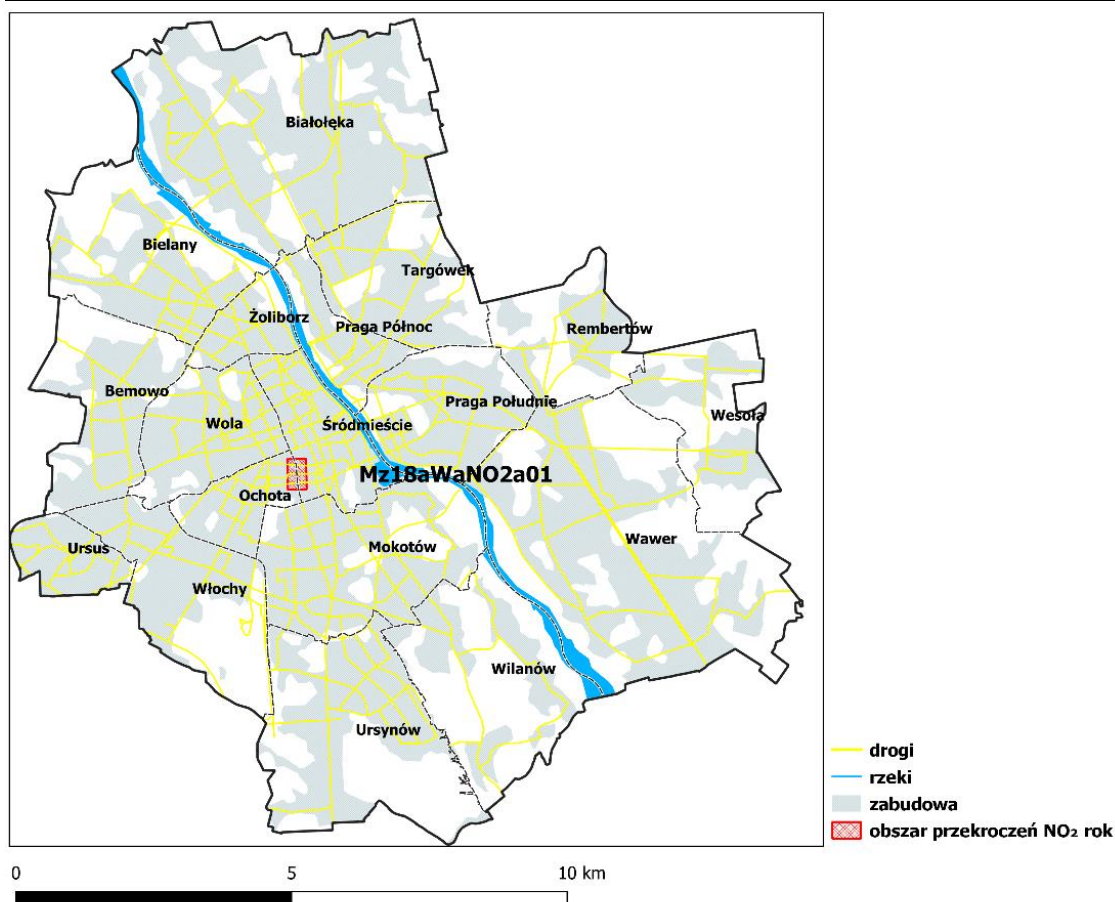 Białołęka
Bielany
Targówek
Żoliborz
Praga Północ
Rembertów
Bemowo
Wola
Śródmieście
Praga Południe
Wesoła
Mz18aWaNO2a01
Ochota
Ursus
Mokotów
Wawer
Włochy
Wilanów
Ursynów
drogi
rzeki
zabudowa
obszar przekroczeń NO₂ rok
0 5 10 km